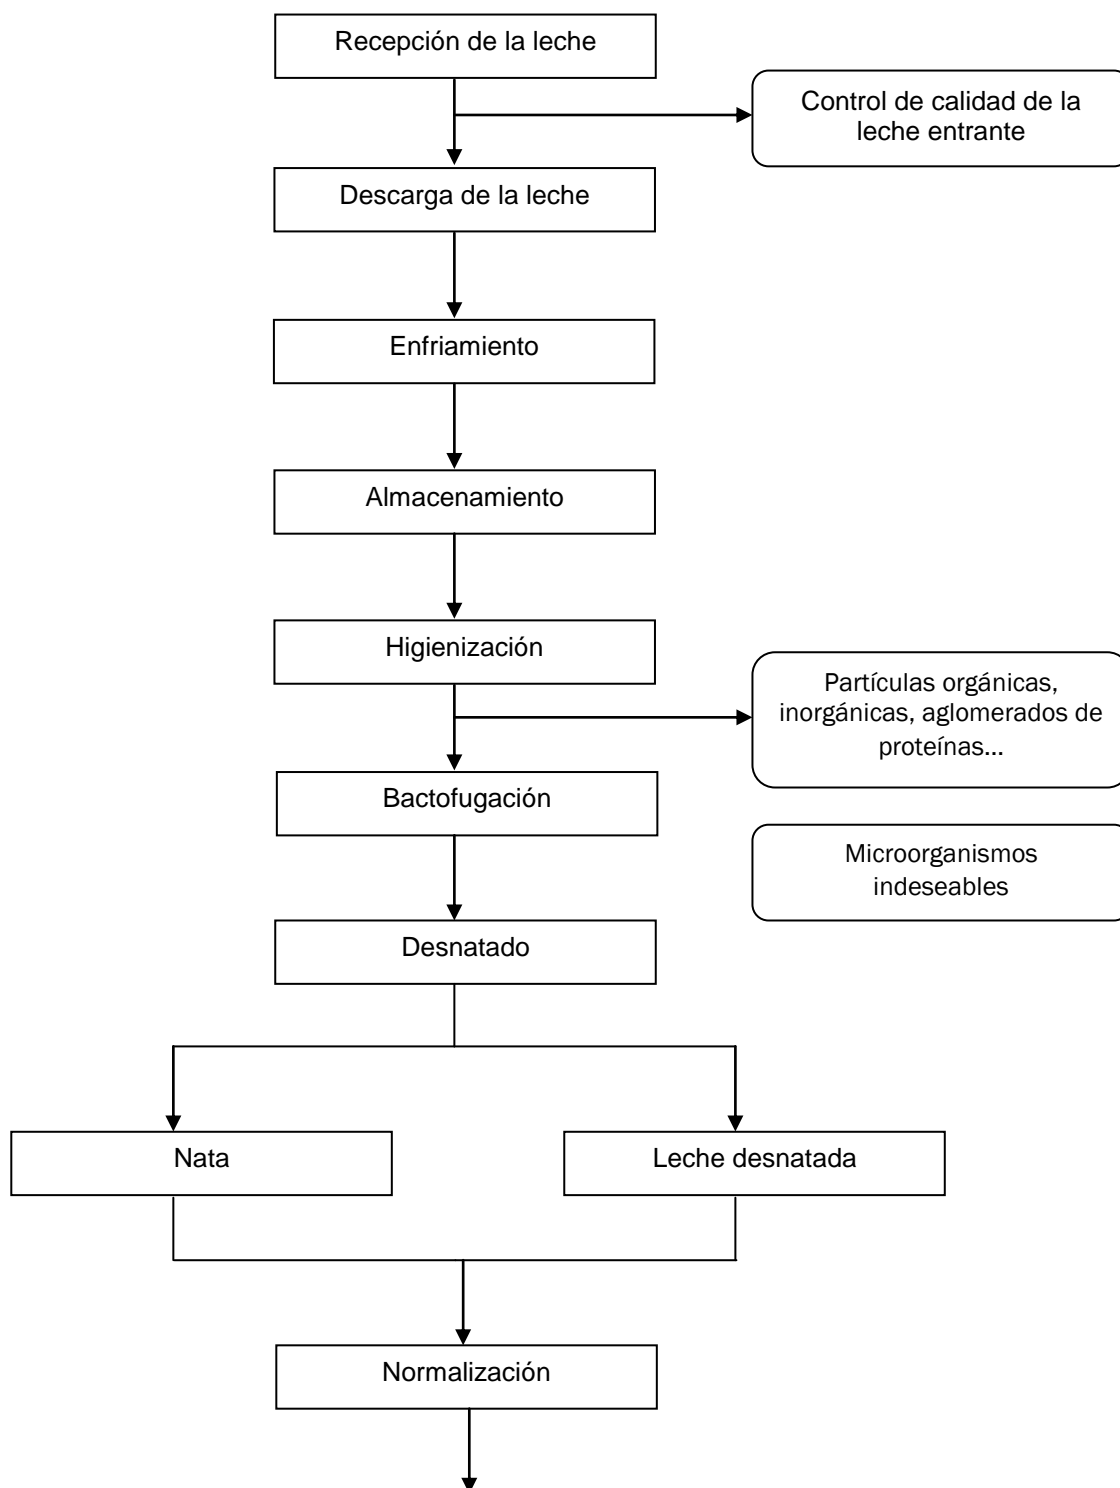 Recepción de la leche
Control de calidad de la
leche entrante
Descarga de la leche
Enfriamiento
Almacenamiento
Higienización
Partículas orgánicas,
inorgánicas, aglomerados de
proteínas...
Bactofugación
Microorganismos
indeseables
Desnatado
Nata
Leche desnatada
Normalización